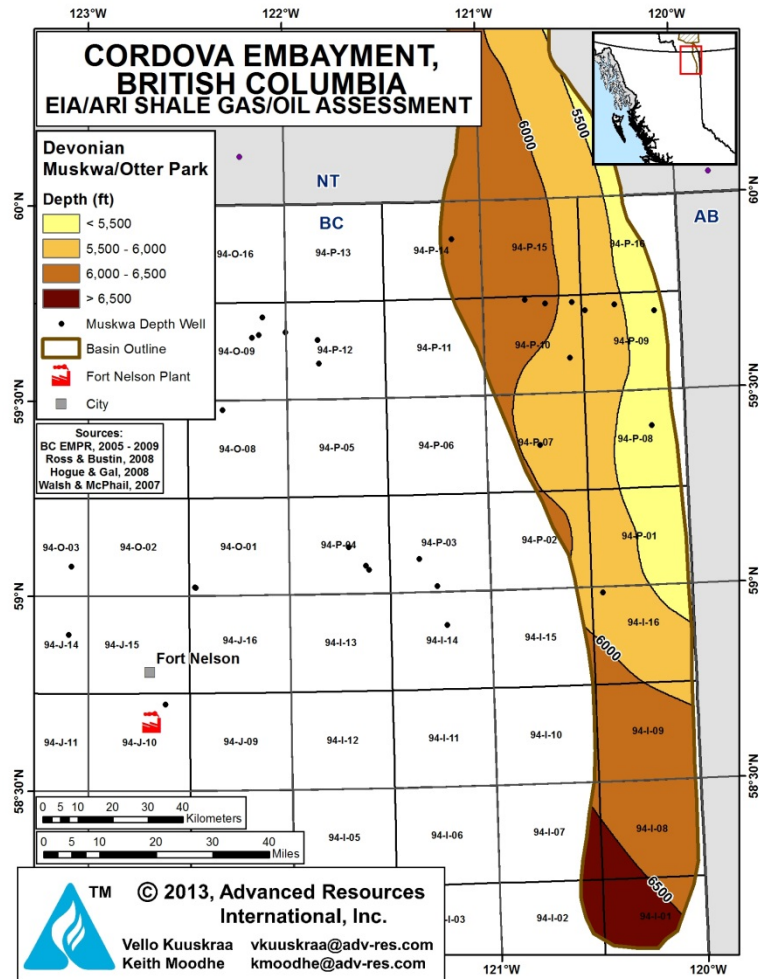 123°W 122°W 121°W 120°W
CORDOVA EMBAYMENT,
BRITISH COLUMBIA
EIA/ARI SHALE GAS/OIL ASSESSMENT
Devonian
Muskwa/Otter Park
Depth (ft)
< 5,500
5,500 - 6,000
6,000 - 6,500
> 6,500
Muskwa Depth Well
Basin Outline
Fort Nelson Plant
City
Sources:
BC EMPR, 2005 - 2009
Ross & Bustin, 2008
Hogue & Gal, 2008
Walsh & McPhail, 2007
6000
5500
NT
BC
AB
60°N
60°N
94-O-16 94-P-13 94-P-14 94-P-15 94-P-16
94-O-09 94-P-12 94-P-11 94-P-10 94-P-09
59°30'N
59°30'N
94-O-08 94-P-05 94-P-06 94-P-07 94-P-08
94-O-03 94-O-02 94-O-01 94-P-04 94-P-03 94-P-02 94-P-01
59°N
59°N
94-J-14 94-J-15 94-J-16 94-I-13 94-I-14 94-I-15 94-I-16
6000
Fort Nelson
94-J-11 94-J-10 94-J-09 94-I-12 94-I-11 94-I-10 94-I-09
58°30'N
58°30'N
94-I-05 94-I-06 94-I-07 94-I-08
0 5 10 20 30 40
Kilometers
0 5 10 20 30 40
Miles
6500
94-I-02 94-I-01
TM
© 2013, Advanced Resources
International, Inc.
Vello Kuuskraa vkuuskraa@adv-res.com
Keith Moodhe kmoodhe@adv-res.com
121°W 120°W